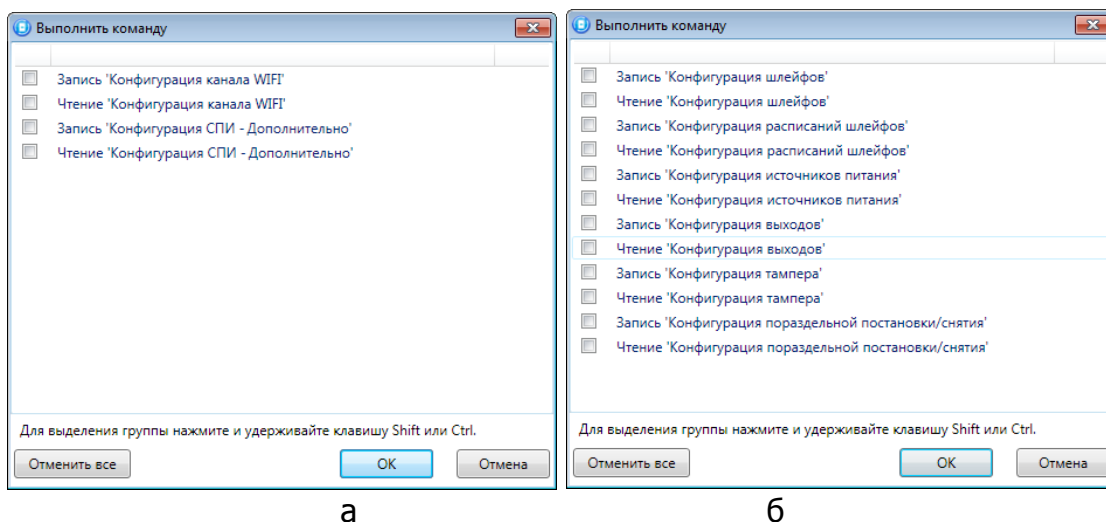 Выполнить команду
Запись 'Конфигурация канала WIFI'
Чтение 'Конфигурация канала WIFI'
Запись 'Конфигурация СПИ - Дополнительно'
Чтение 'Конфигурация СПИ - Дополнительно'
Для выделения группы нажмите и удерживайте клавишу Shift или Ctrl.
Отменить все
OK
Отмена
а
Выполнить команду
Запись 'Конфигурация шлейфов'
Чтение 'Конфигурация шлейфов'
Запись 'Конфигурация расписаний шлейфов'
Чтение 'Конфигурация расписаний шлейфов'
Запись 'Конфигурация источников питания'
Чтение 'Конфигурация источников питания'
Запись 'Конфигурация выходов'
Чтение 'Конфигурация выходов'
Запись 'Конфигурация тампера'
Чтение 'Конфигурация тампера'
Запись 'Конфигурация пораздельной постановки/снятия'
Чтение 'Конфигурация пораздельной постановки/снятия'
Для выделения группы нажмите и удерживайте клавишу Shift или Ctrl.
Отменить все
OK
Отмена
б